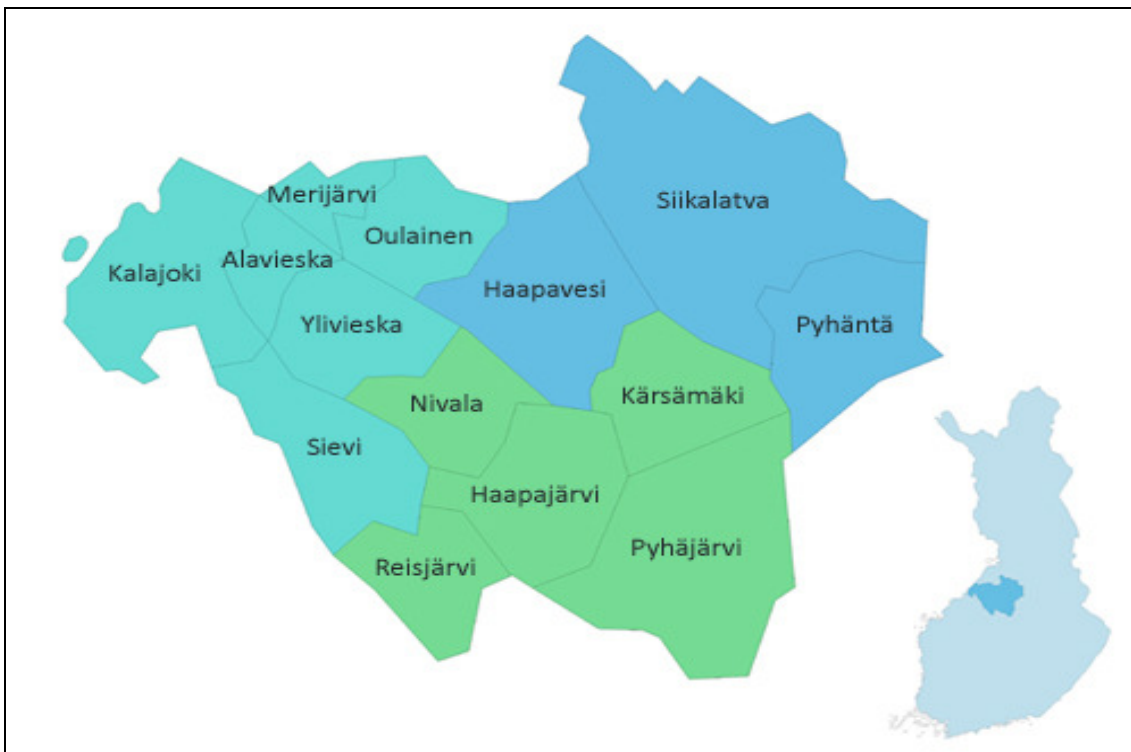 Merijärvi
Siikalatva
Oulainen
Alavieska
Kalajoki
Haapavesi
Ylivieska
Pyhäntä
Kärsämäki
Nivala
Sievi
Haapajärvi
Pyhäjärvi
Reisjärvi